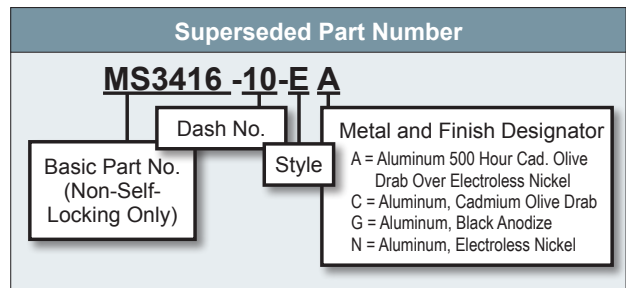 Superseded Part Number
MS3416 -10-E A
Dash No.
Basic Part No.
(Non-Self-
Locking Only)
Style
Metal and Finish Designator
A = Aluminum 500 Hour Cad. Olive
Drab Over Electroless Nickel
C = Aluminum, Cadmium Olive Drab
G = Aluminum, Black Anodize
N = Aluminum, Electroless Nickel